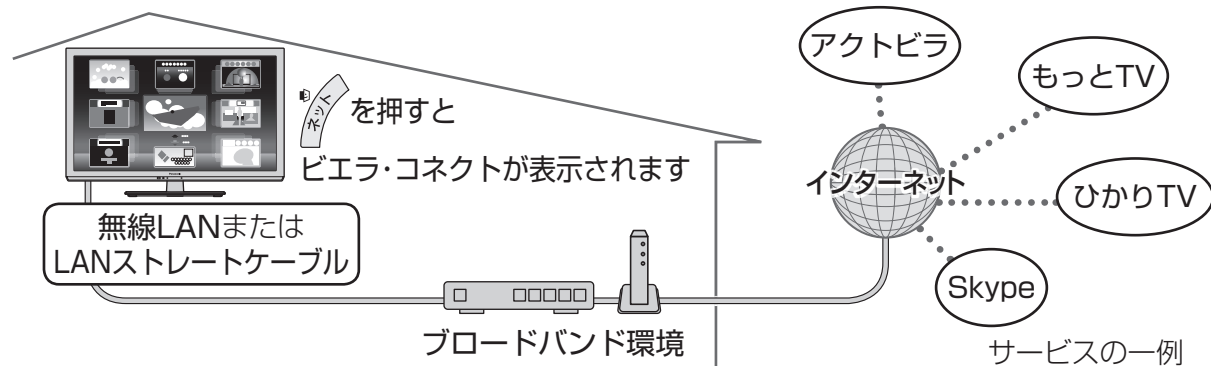 ネット
を押すと
ビエラ・コネクトが表示されます
無線LANまたは
LANストレートケーブル
ブロードバンド環境
アクトビラ
もっとTV
インターネット
ひかりTV
Skype
サービスの一例